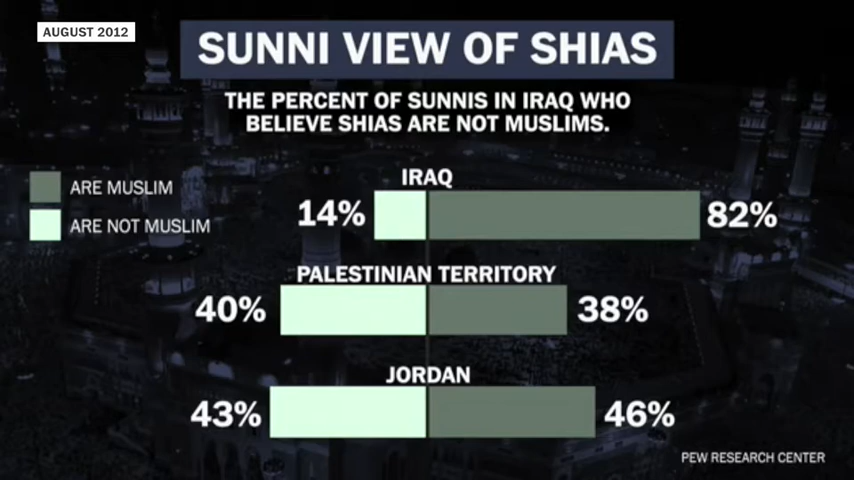 AUGUST 2012
SUNNI VIEW OF SHIAS
THE PERCENT OF SUNNIS IN IRAQ WHO
BELIEVE SHIAS ARE NOT MUSLIMS.
ARE MUSLIM
ARE NOT MUSLIM
IRAQ
14% 82%
PALESTINIAN TERRITORY
40% 38%
JORDAN
43% 46%
PEW RESEARCH CENTER